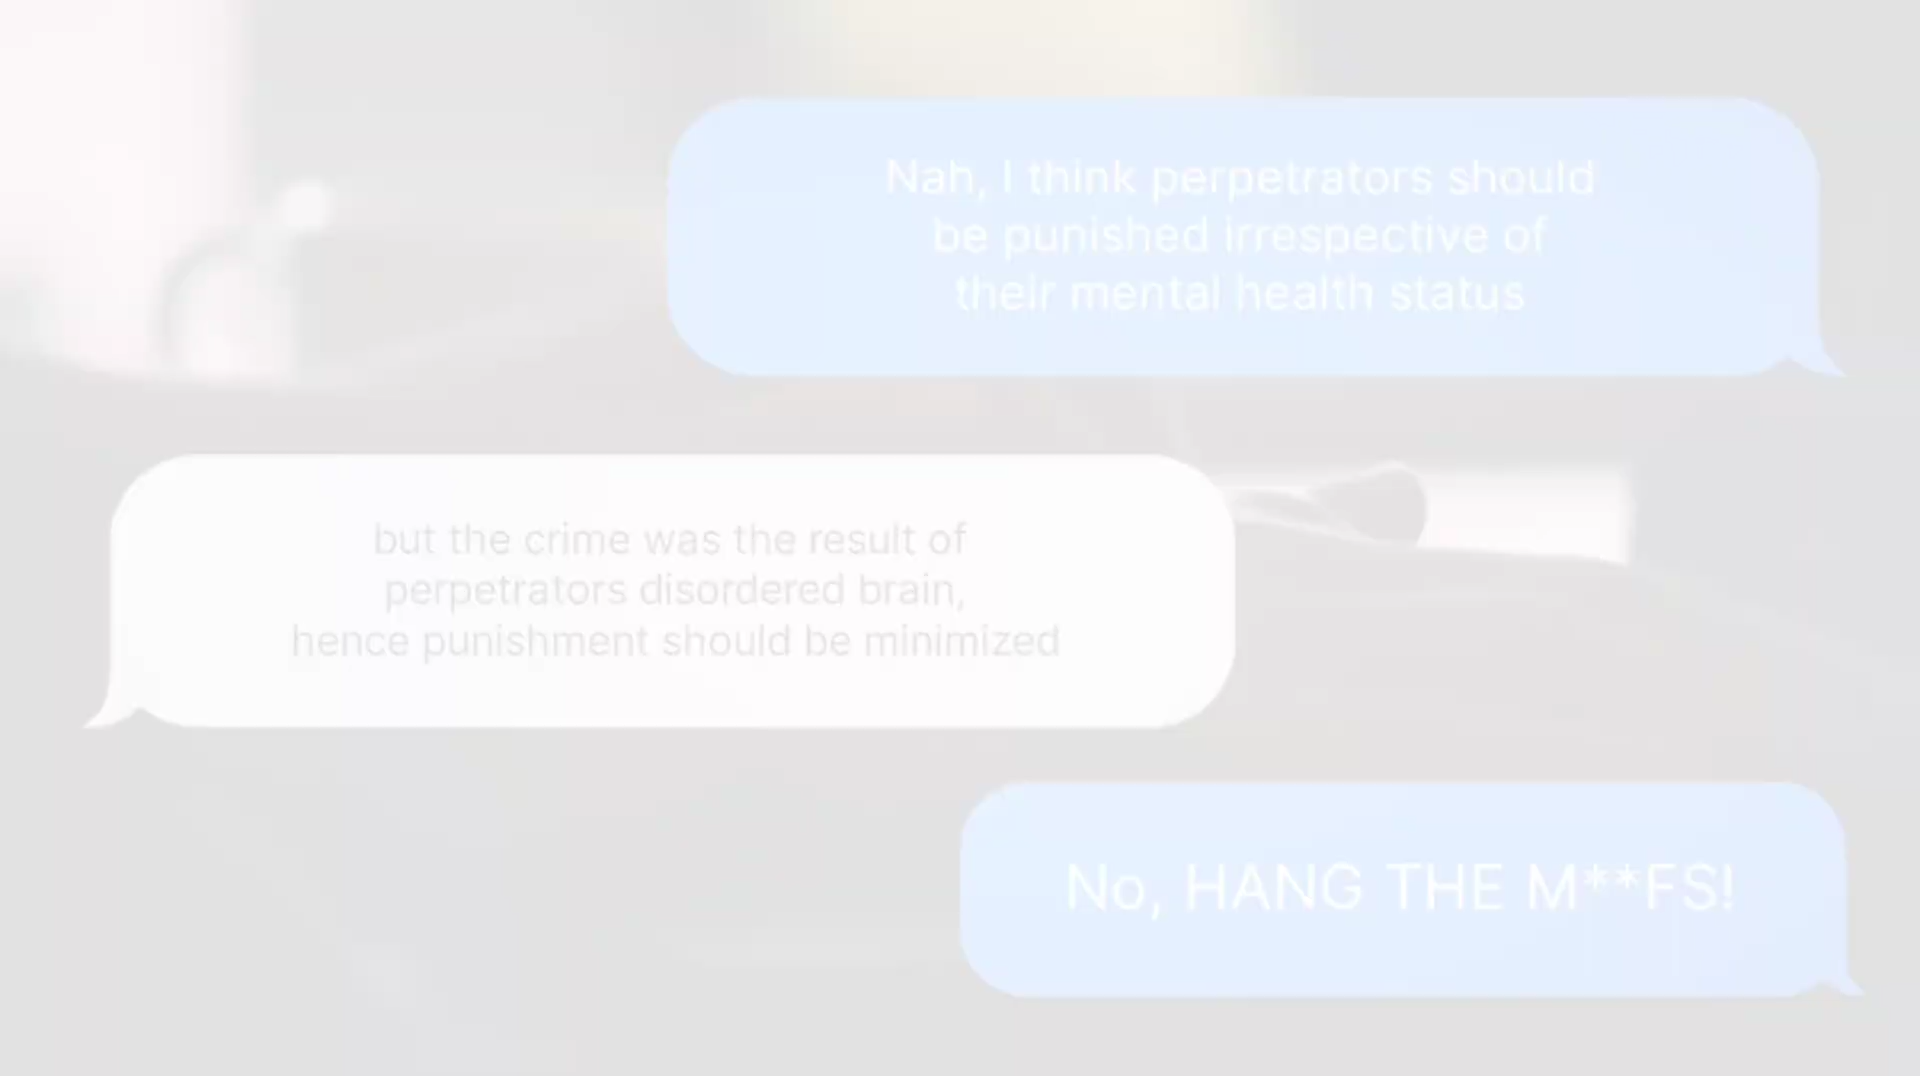 Nah, I think perpetrators should
be punished irrespective of
their mental health status
but the crime was the result of
perpetrators disordered brain,
hence punishment should be minimized
No, HANG THE M**FS!